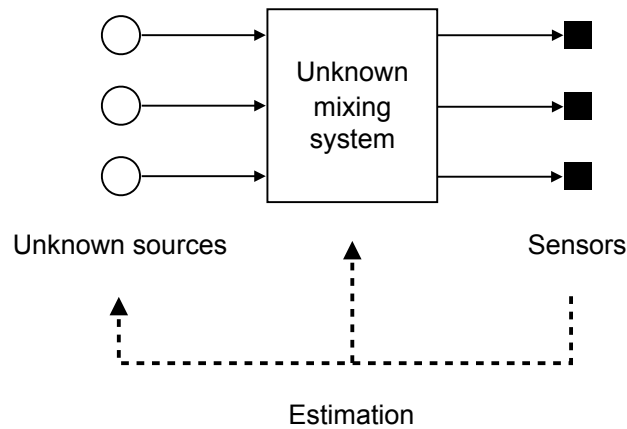 Unknown
mixing
system
Unknown sources
Sensors
Estimation